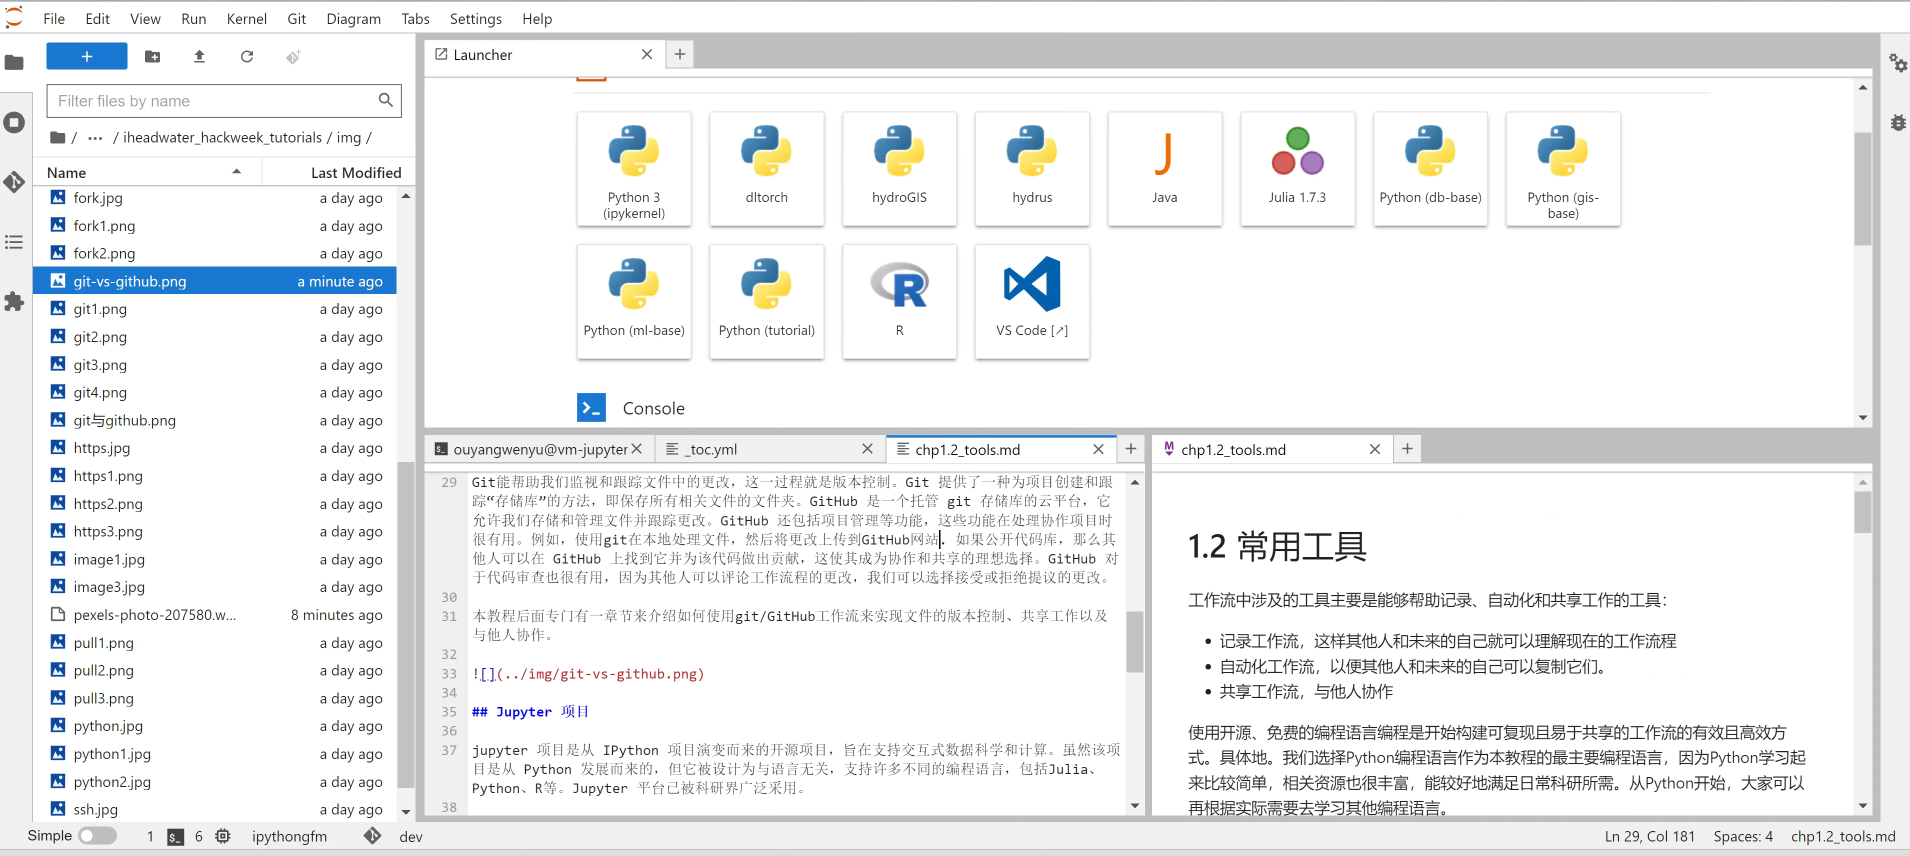 File Edit View Run Kernel Git Diagram Tabs Settings Help
Filter files by name
/ ··· / iheadwater_hackweek_tutorials / img /
Name Last Modified
fork.jpg a day ago
fork1.png a day ago
fork2.png a day ago
git-vs-github.png a minute ago
git1.png a day ago
git2.png a day ago
git3.png a day ago
git4.png a day ago
git与github.png a day ago
https.jpg a day ago
https1.png a day ago
https2.png a day ago
https3.png a day ago
image1.jpg a day ago
image3.jpg a day ago
pexels-photo-207580.w... 8 minutes ago
pull1.png a day ago
pull2.png a day ago
pull3.png a day ago
python.jpg a day ago
python1.jpg a day ago
python2.jpg a day ago
ssh.jpg a day ago
Launcher
Python 3
(ipykernel)
dltorch
hydroGIS
hydrus
Java
Julia 1.7.3
Python (db-base)
Python (gis-
base)
Python (ml-base)
Python (tutorial)
R
VS Code [↗]
Console
ouyangwenyu@vm-jupyter
_toc.yml
chp1.2_tools.md
29 Git能帮助我们监视和跟踪文件中的更改，这一过程就是版本控制。Git 提供了一种为项目创建和跟
踪“存储库”的方法，即保存所有相关文件的文件夹。GitHub 是一个托管 git 存储库的云平台，它
允许我们存储和管理文件并跟踪更改。GitHub 还包括项目管理等功能，这些功能在处理协作项目时
很有用。例如，使用git在本地处理文件，然后将更改上传到GitHub网站. 如果公开代码库，那么其
他人可以在 GitHub 上找到它并为该代码做出贡献，这使其成为协作和共享的理想选择。GitHub 对
于代码审查也很有用，因为其他人可以评论工作流程的更改，我们可以选择接受或拒绝提议的更改。
30
31 本教程后面专门有一章节来介绍如何使用git/GitHub工作流来实现文件的版本控制、共享工作以及
与他人协作。
32
33 ![](../img/git-vs-github.png)
34
35 ## Jupyter 项目
36
37 jupyter 项目是从 IPython 项目演变而来的开源项目，旨在支持交互式数据科学和计算。虽然该项
目是从 Python 发展而来的，但它被设计为与语言无关，支持许多不同的编程语言，包括Julia、
Python、R等。Jupyter 平台已被科研界广泛采用。
38
chp1.2_tools.md
1.2 常用工具
工作流中涉及的工具主要是能够帮助记录、自动化和共享工作的工具：
• 记录工作流，这样其他人和未来的自己就可以理解现在的工作流程
• 自动化工作流，以便其他人和未来的自己可以复制它们。
• 共享工作流，与他人协作
使用开源、免费的编程语言编程是开始构建可复现且易于共享的工作流的有效且高效方
式。具体地。我们选择Python编程语言作为本教程的最主要编程语言，因为Python学习起
来比较简单，相关资源也很丰富，能较好地满足日常科研所需。从Python开始，大家可以
再根据实际需要去学习其他编程语言。
Simple 1 6 ipythongfm dev Ln 29, Col 181 Spaces: 4 chp1.2_tools.md